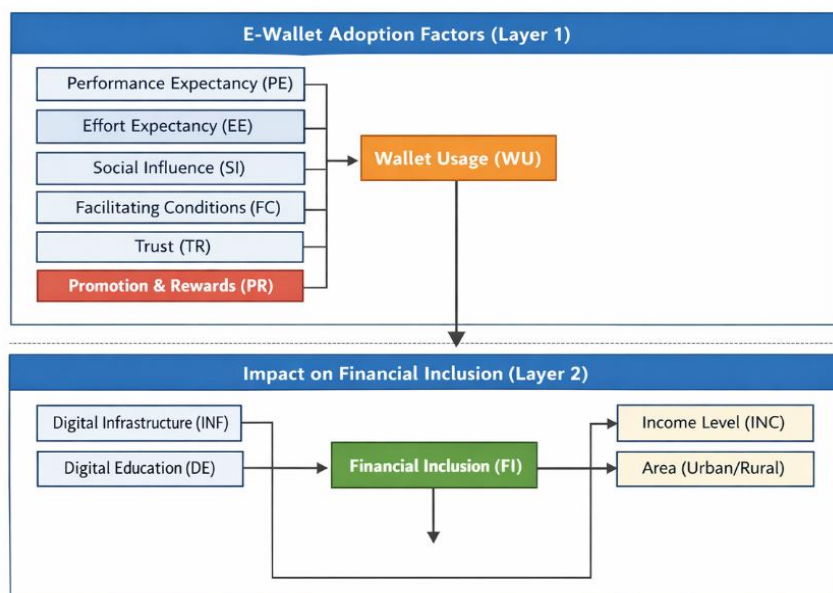 E-Wallet Adoption Factors (Layer 1)
Performance Expectancy (PE)
Effort Expectancy (EE)
Social Influence (SI)
Facilitating Conditions (FC)
Trust (TR)
Promotion & Rewards (PR)
Wallet Usage (WU)
Impact on Financial Inclusion (Layer 2)
Digital Infrastructure (INF)
Digital Education (DE)
Financial Inclusion (FI)
Income Level (INC)
Area (Urban/Rural)